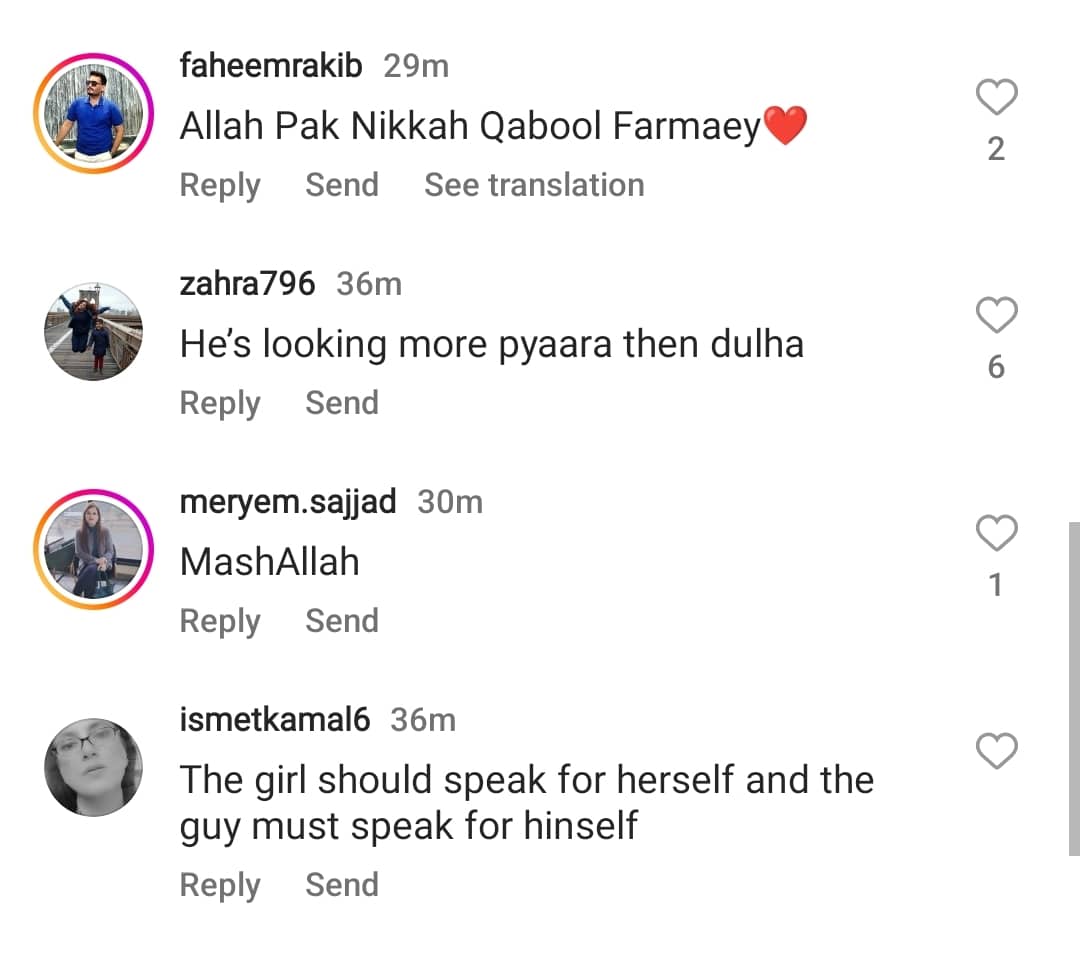 faheemrakib 29m
Allah Pak Nikkah Qabool Farmaey❤️
2
Reply Send See translation
zahra796 36m
He's looking more pyaara then dulha
6
Reply Send
meryem.sajjad 30m
MashAllah
1
Reply Send
ismetkamal6 36m
The girl should speak for herself and the
guy must speak for hinself
Reply Send